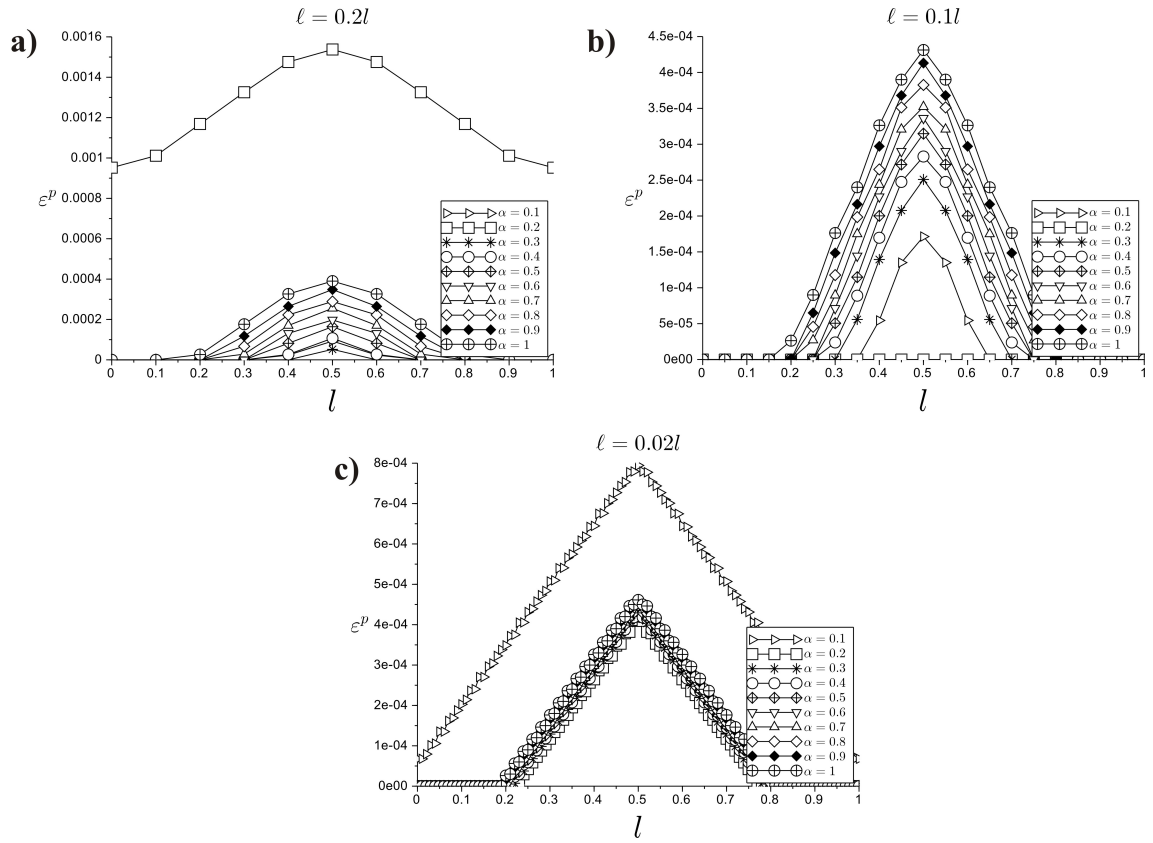 a)
ℓ = 0.2l
0.0016
0.0014
0.0012
0.001
0.0008
0.0006
0.0004
0.0002
0
εᵖ
0 0.1 0.2 0.3 0.4 0.5 0.6 0.7 0.8 0.9 1
l
α = 0.1
α = 0.2
α = 0.3
α = 0.4
α = 0.5
α = 0.6
α = 0.7
α = 0.8
α = 0.9
α = 1
b)
ℓ = 0.1l
4.5e-04
4e-04
3.5e-04
3e-04
2.5e-04
2e-04
1.5e-04
1e-04
5e-05
0e00
εᵖ
0 0.1 0.2 0.3 0.4 0.5 0.6 0.7 0.8 0.9 1
l
α = 0.1
α = 0.2
α = 0.3
α = 0.4
α = 0.5
α = 0.6
α = 0.7
α = 0.8
α = 0.9
α = 1
c)
ℓ = 0.02l
8e-04
7e-04
6e-04
5e-04
4e-04
3e-04
2e-04
1e-04
0e00
εᵖ
0 0.1 0.2 0.3 0.4 0.5 0.6 0.7 0.8 0.9 1
l
α = 0.1
α = 0.2
α = 0.3
α = 0.4
α = 0.5
α = 0.6
α = 0.7
α = 0.8
α = 0.9
α = 1